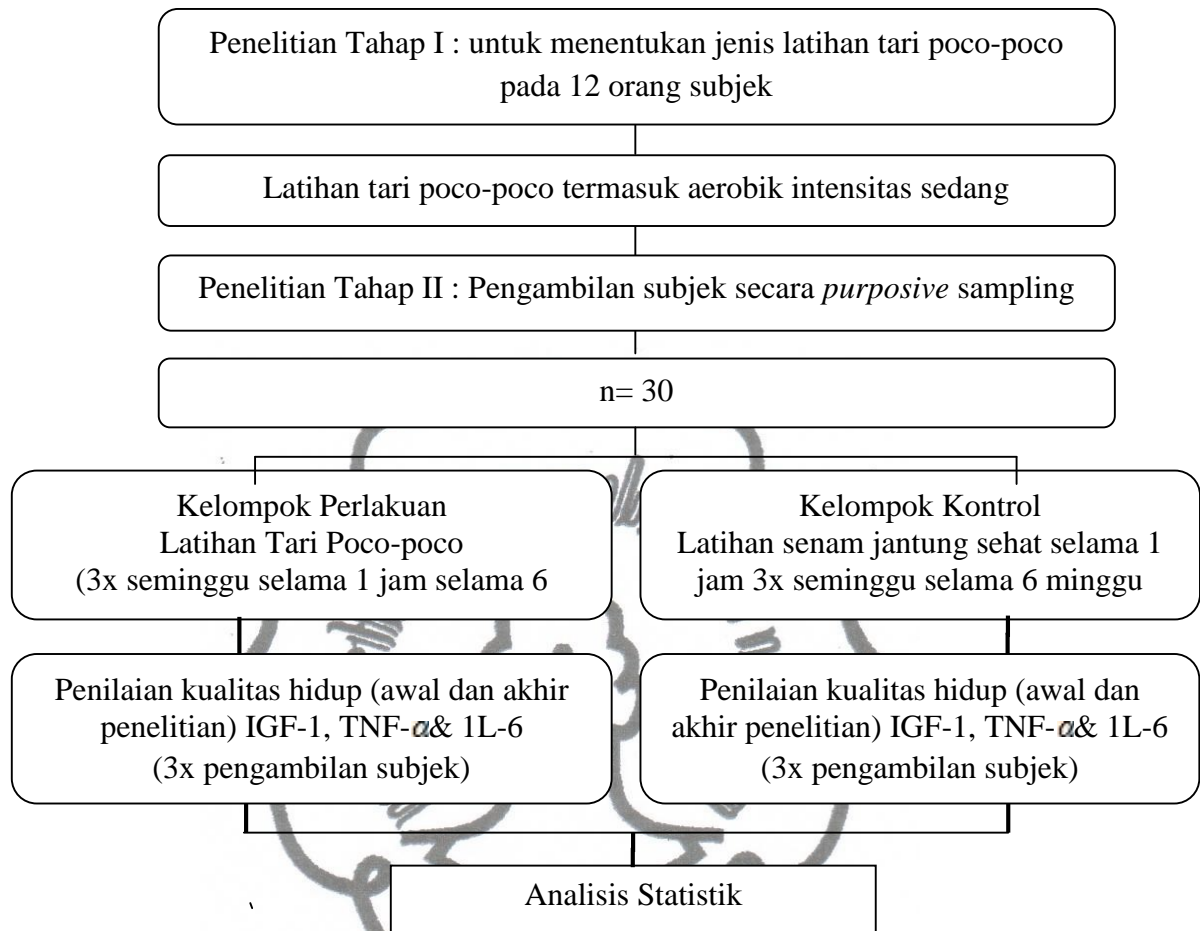 Penelitian Tahap I : untuk menentukan jenis latihan tari poco-poco
pada 12 orang subjek
Latihan tari poco-poco termasuk aerobik intensitas sedang
Penelitian Tahap II : Pengambilan subjek secara purposive sampling
n= 30
Kelompok Perlakuan
Latihan Tari Poco-poco
(3x seminggu selama 1 jam selama 6
Kelompok Kontrol
Latihan senam jantung sehat selama 1
jam 3x seminggu selama 6 minggu
Penilaian kualitas hidup (awal dan akhir
penelitian) IGF-1, TNF-α& 1L-6
(3x pengambilan subjek)
Penilaian kualitas hidup (awal dan
akhir penelitian) IGF-1, TNF-α& 1L-6
(3x pengambilan subjek)
Analisis Statistik